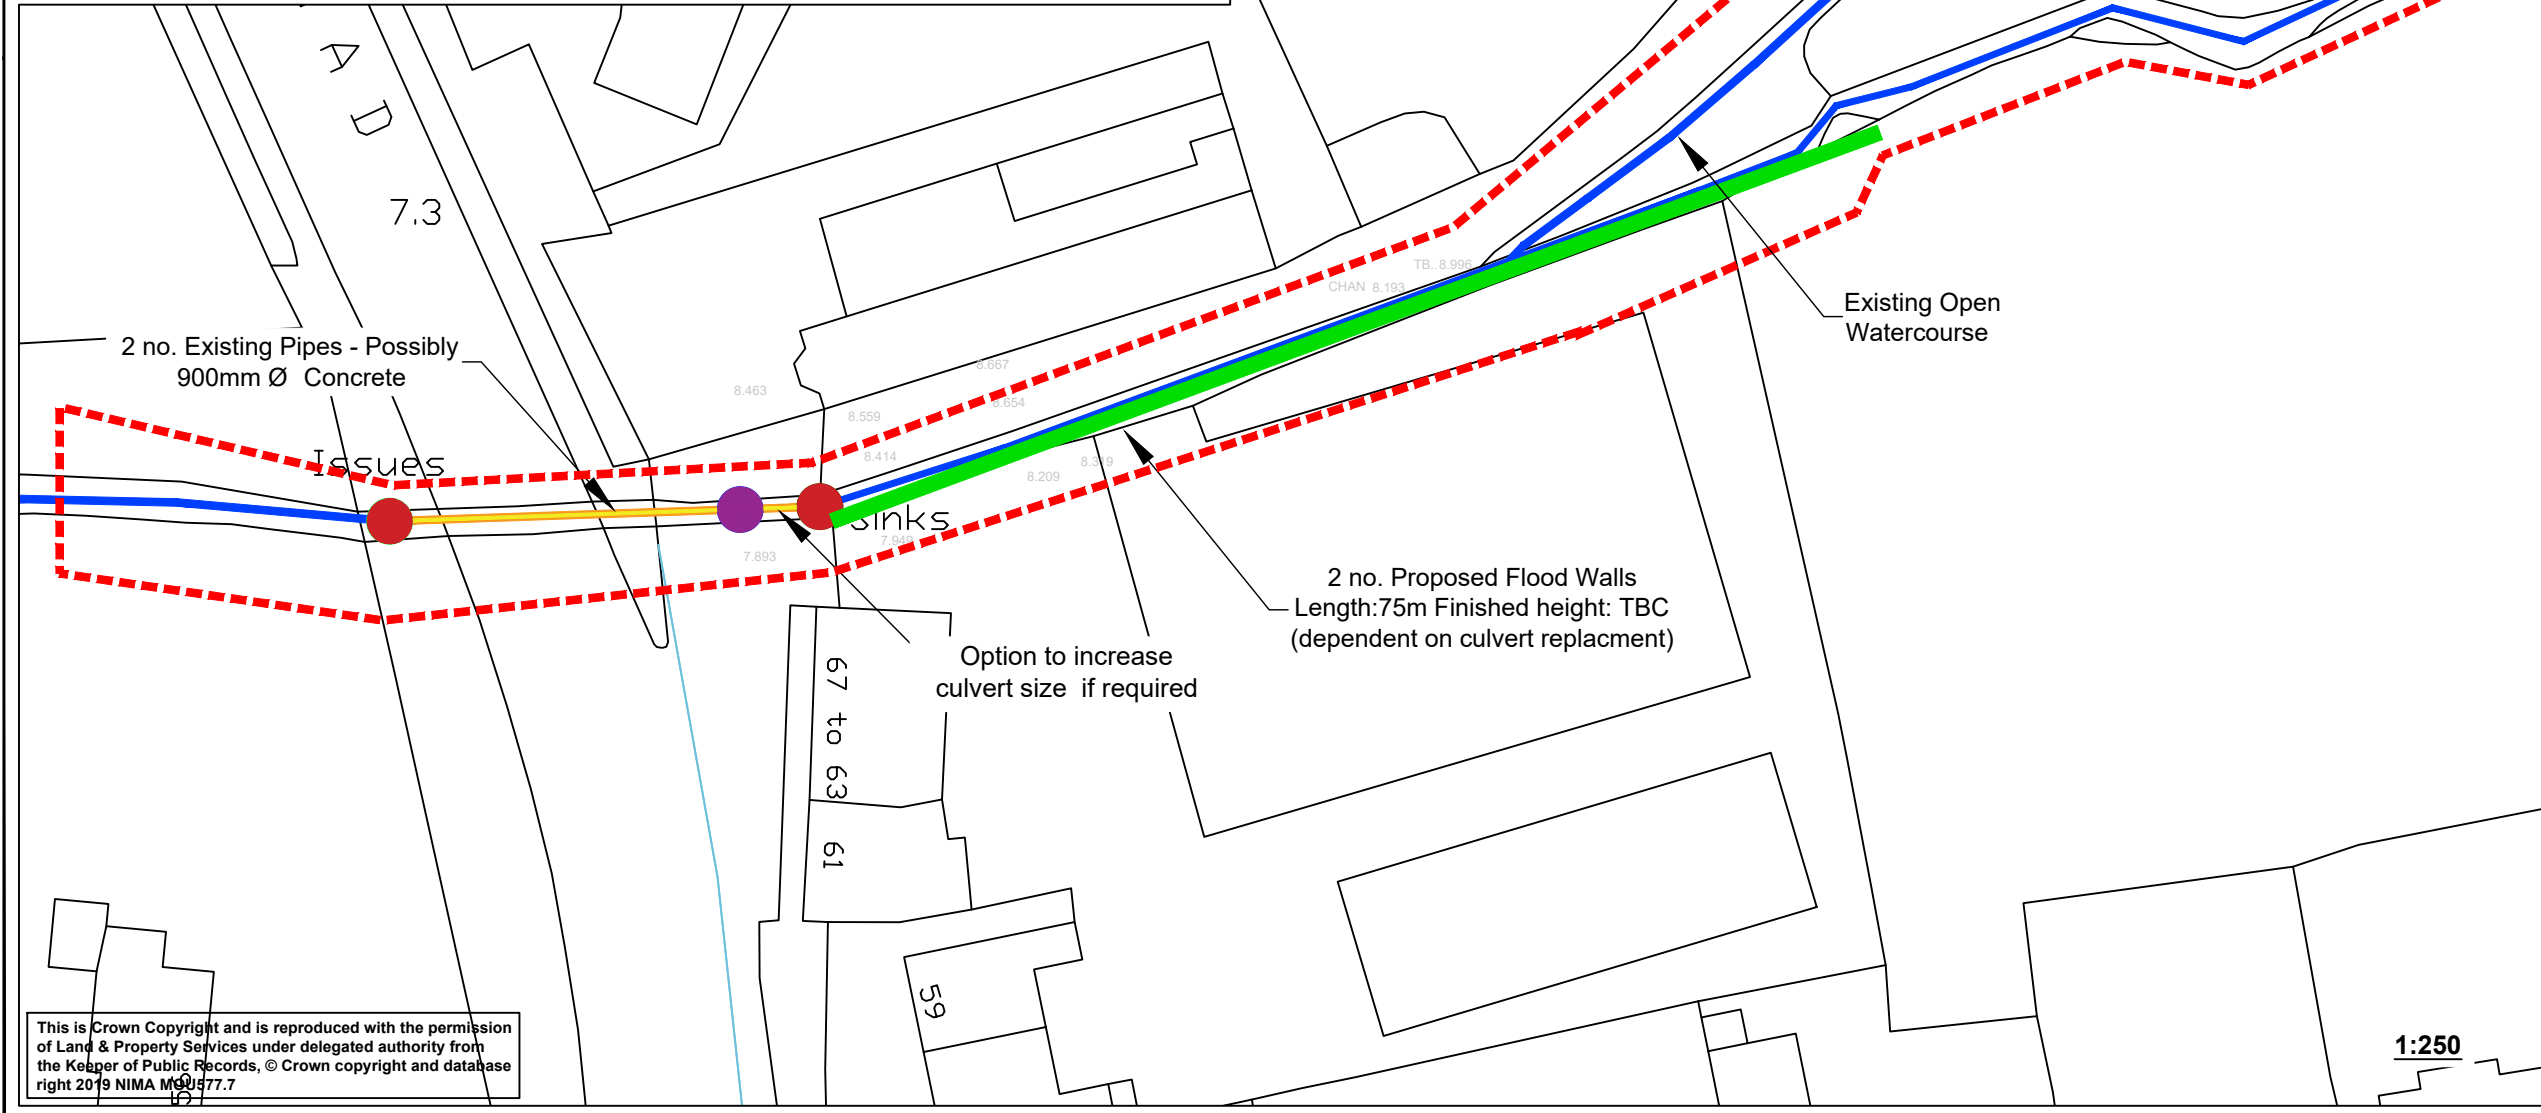 A
D
7.3
TB..8.996
CHAN 8.193
Existing Open
Watercourse
2 no. Existing Pipes - Possibly
900mm Ø Concrete
8.667
8.463
8.654
8.559
Issues
8.414
8.319
8.209
Sinks
7.949
7.893
2 no. Proposed Flood Walls
Length:75m Finished height: TBC
(dependent on culvert replacment)
Option to increase
culvert size if required
67 to 63
61
59
This is Crown Copyright and is reproduced with the permission
of Land & Property Services under delegated authority from
the Keeper of Public Records, © Crown copyright and database
right 2019 NIMA MOU577.7
1:250